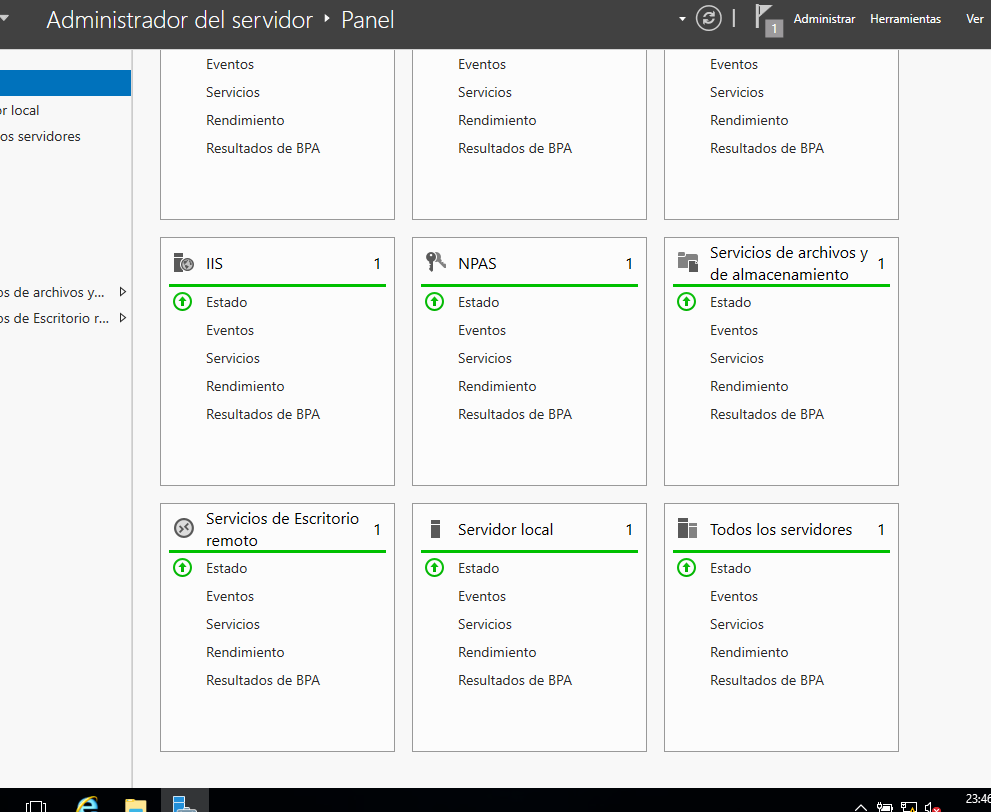 Administrador del servidor ‣ Panel
1
Administrar
Herramientas
Ver
or local
os servidores
os de archivos y...
os de Escritorio r...
Eventos
Servicios
Rendimiento
Resultados de BPA
Eventos
Servicios
Rendimiento
Resultados de BPA
Eventos
Servicios
Rendimiento
Resultados de BPA
IIS 1
Estado
Eventos
Servicios
Rendimiento
Resultados de BPA
NPAS 1
Estado
Eventos
Servicios
Rendimiento
Resultados de BPA
Servicios de archivos y
de almacenamiento 1
Estado
Eventos
Servicios
Rendimiento
Resultados de BPA
Servicios de Escritorio
remoto 1
Estado
Eventos
Servicios
Rendimiento
Resultados de BPA
Servidor local 1
Estado
Eventos
Servicios
Rendimiento
Resultados de BPA
Todos los servidores 1
Estado
Eventos
Servicios
Rendimiento
Resultados de BPA
23:46